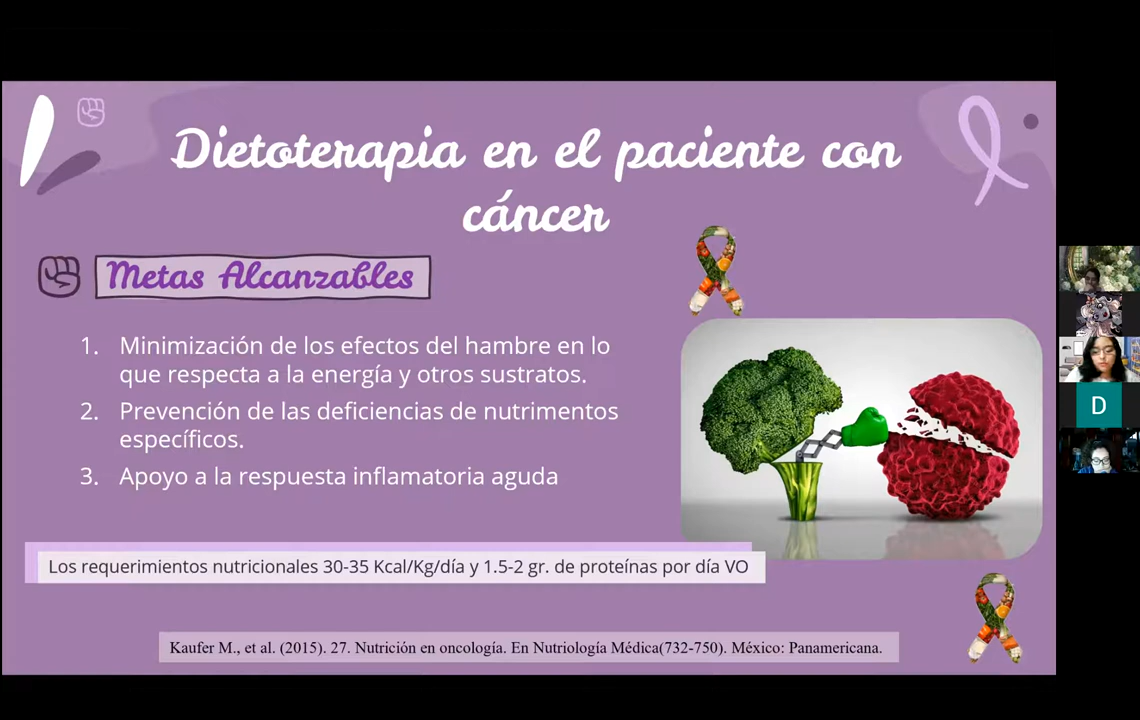 Dietoterapia en el paciente con
cáncer
Metas Alcanzables
1. Minimización de los efectos del hambre en lo
que respecta a la energía y otros sustratos.
2. Prevención de las deficiencias de nutrimentos
específicos.
3. Apoyo a la respuesta inflamatoria aguda
Los requerimientos nutricionales 30-35 Kcal/Kg/día y 1.5-2 gr. de proteínas por día VO
Kaufer M., et al. (2015). 27. Nutrición en oncología. En Nutriología Médica(732-750). México: Panamericana.
D